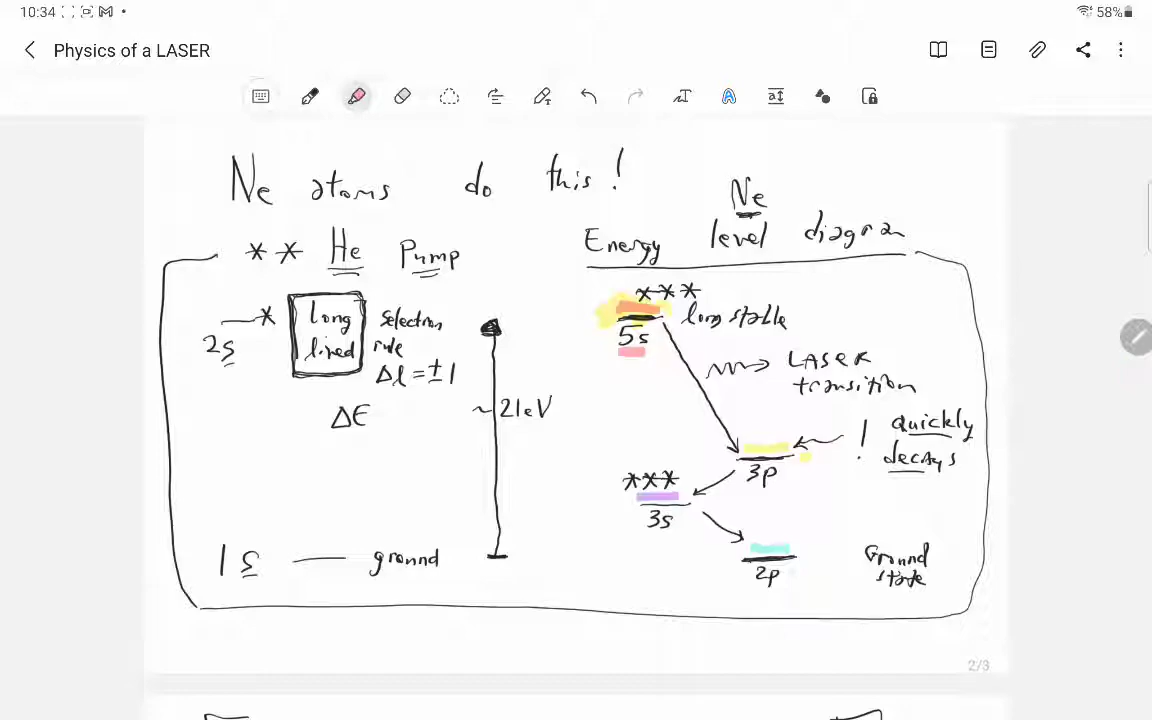 10:34
58%
Physics of a LASER
Ne atoms do this!
** He Pump
2s
*
long lived
selection rule
Δl = ±1
ΔE
~21eV
1s
ground
Ne
Energy level diagram
***
5s
long stable
LASER transition
! quickly decays
3p
***
3s
2p
Ground state
2/3